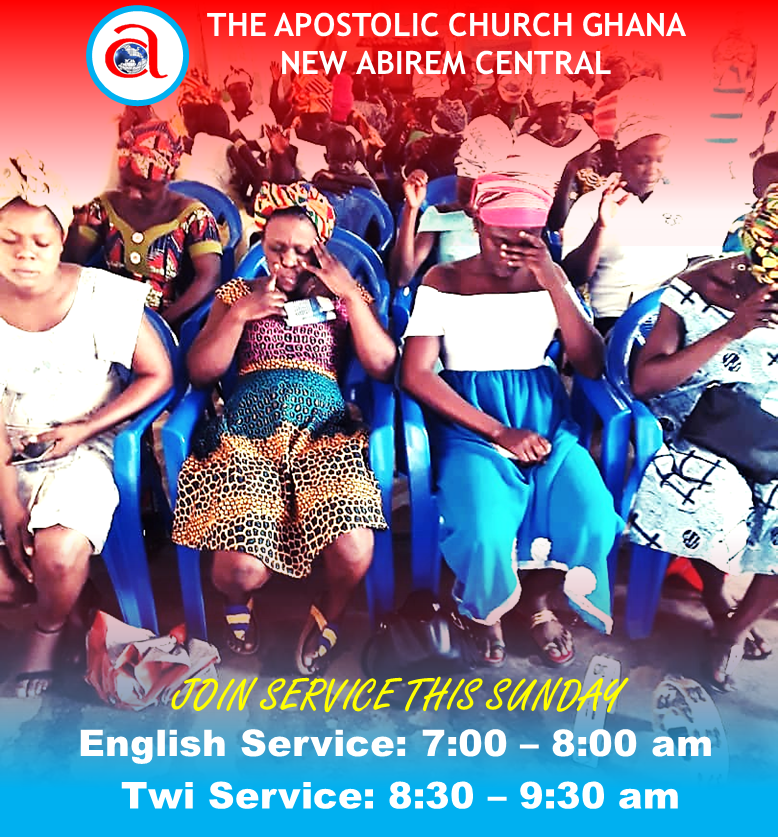 a
THE APOSTOLIC CHURCH GHANA
NEW ABIREM CENTRAL
JOIN SERVICE THIS SUNDAY
English Service: 7:00 – 8:00 am
Twi Service: 8:30 – 9:30 am